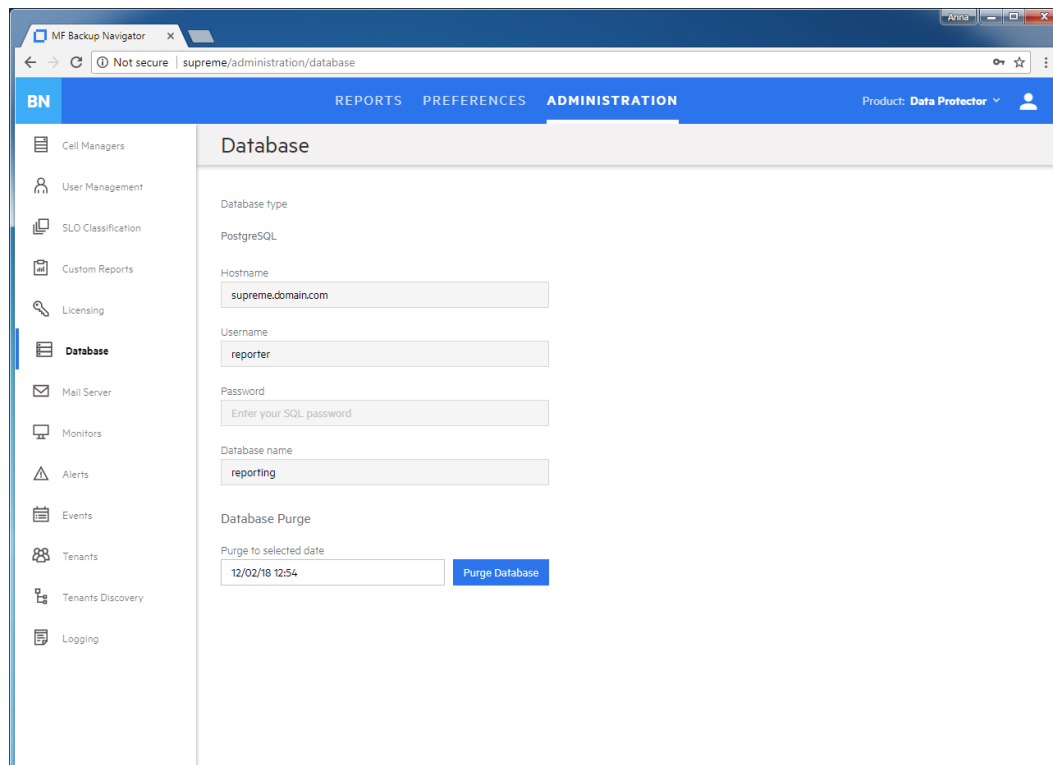 Anna
MF Backup Navigator
Not secure | supreme/administration/database
BN REPORTS PREFERENCES ADMINISTRATION Product: Data Protector
Cell Managers
User Management
SLO Classification
Custom Reports
Licensing
Database
Mail Server
Monitors
Alerts
Events
Tenants
Tenants Discovery
Logging
Database
Database type
PostgreSQL
Hostname
supreme.domain.com
Username
reporter
Password
Enter your SQL password
Database name
reporting
Database Purge
Purge to selected date
12/02/18 12:54 Purge Database